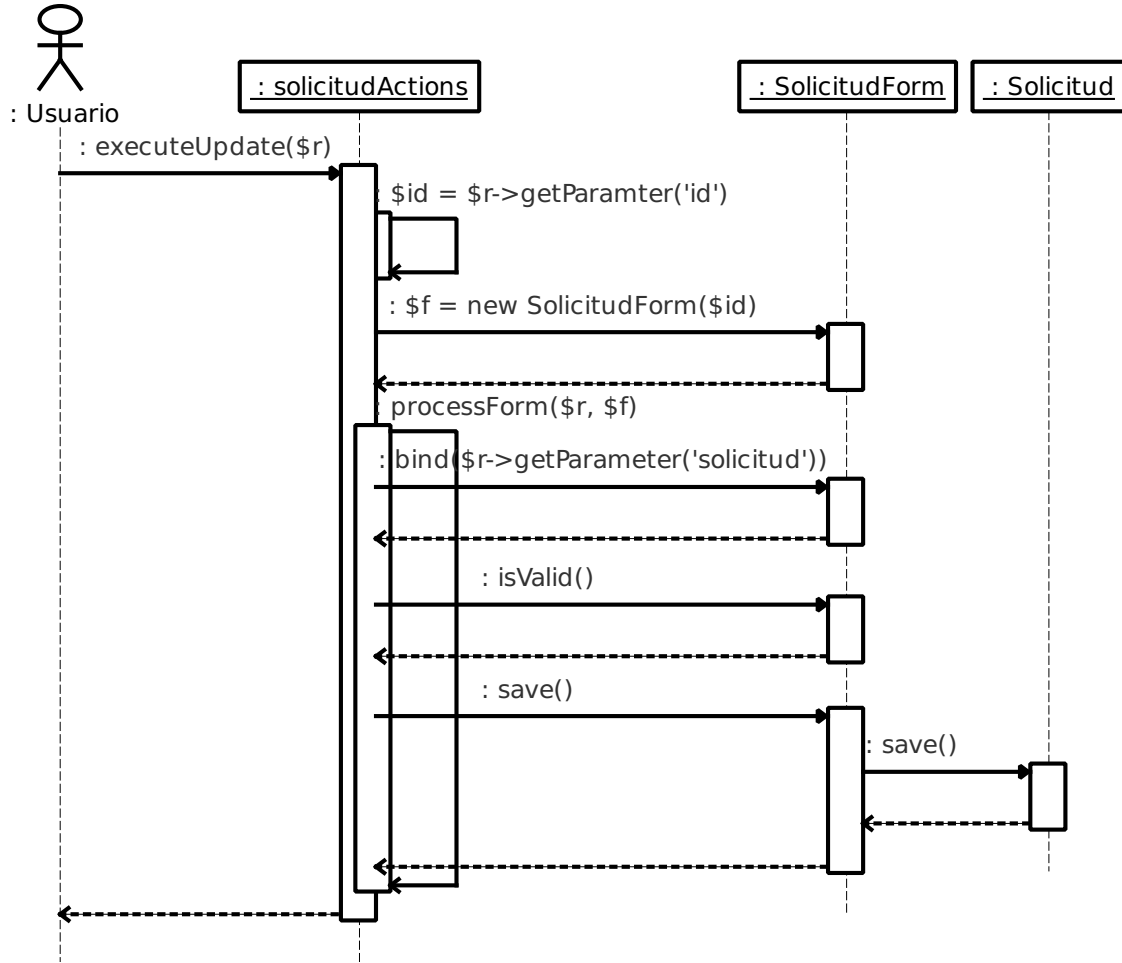 : solicitudActions
: SolicitudForm
: Solicitud
: Usuario
: executeUpdate($r)
: $id = $r->getParamter('id')
: $f = new SolicitudForm($id)
: processForm($r, $f)
: bind($r->getParameter('solicitud'))
: isValid()
: save()
: save()